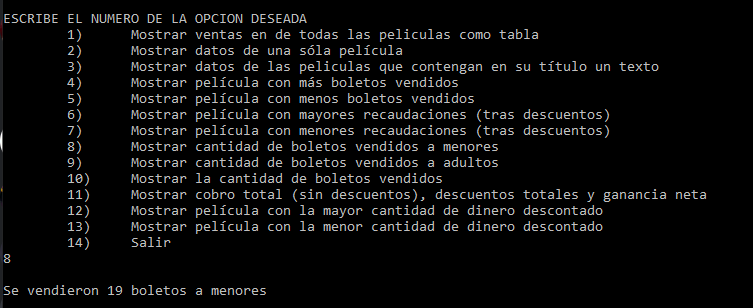 ESCRIBE EL NUMERO DE LA OPCION DESEADA
1) Mostrar ventas en de todas las peliculas como tabla
2) Mostrar datos de una sóla película
3) Mostrar datos de las peliculas que contengan en su título un texto
4) Mostrar película con más boletos vendidos
5) Mostrar película con menos boletos vendidos
6) Mostrar película con mayores recaudaciones (tras descuentos)
7) Mostrar película con menores recaudaciones (tras descuentos)
8) Mostrar cantidad de boletos vendidos a menores
9) Mostrar cantidad de boletos vendidos a adultos
10) Mostrar la cantidad de boletos vendidos
11) Mostrar cobro total (sin descuentos), descuentos totales y ganancia neta
12) Mostrar película con la mayor cantidad de dinero descontado
13) Mostrar película con la menor cantidad de dinero descontado
14) Salir
8
Se vendieron 19 boletos a menores